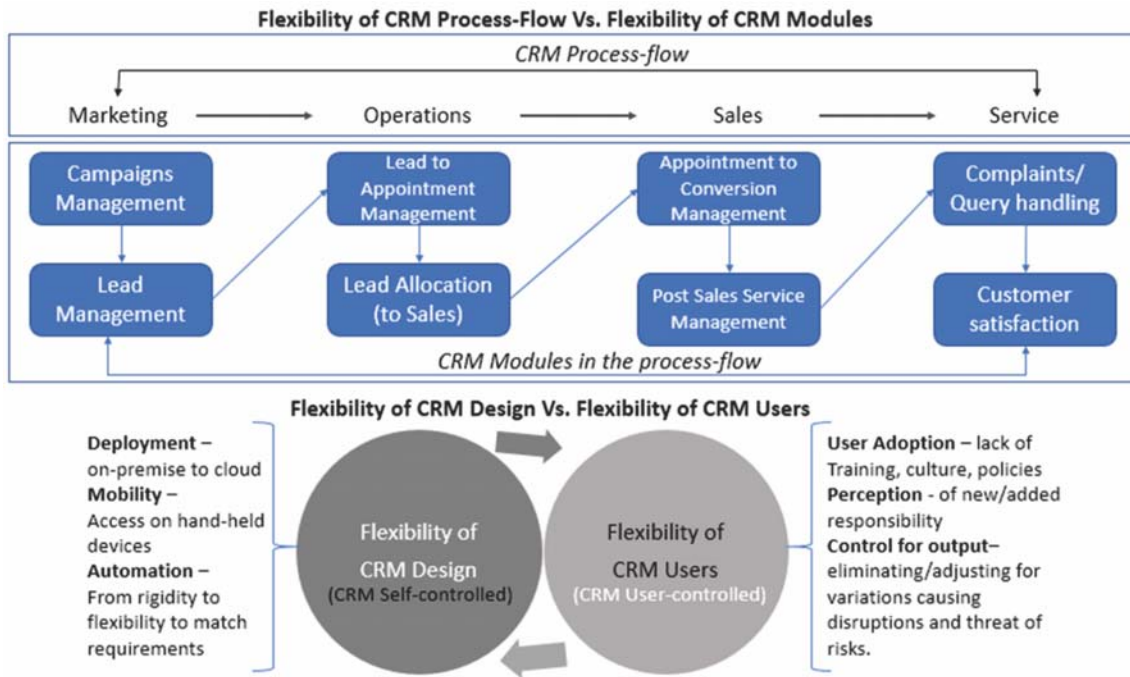 Flexibility of CRM Process-Flow Vs. Flexibility of CRM Modules
CRM Process-flow
Marketing
Operations
Sales
Service
Campaigns
Management
Lead to
Appointment
Management
Appointment to
Conversion
Management
Complaints/
Query handling
Lead
Management
Lead Allocation
(to Sales)
Post Sales Service
Management
Customer
satisfaction
CRM Modules in the process-flow
Flexibility of CRM Design Vs. Flexibility of CRM Users
Deployment –
on-premise to cloud
Mobility –
Access on hand-held
devices
Automation –
From rigidity to
flexibility to match
requirements
Flexibility of
CRM Design
(CRM Self-controlled)
Flexibility of
CRM Users
(CRM User-controlled)
User Adoption – lack of
Training, culture, policies
Perception - of new/added
responsibility
Control for output–
eliminating/adjusting for
variations causing
disruptions and threat of
risks.